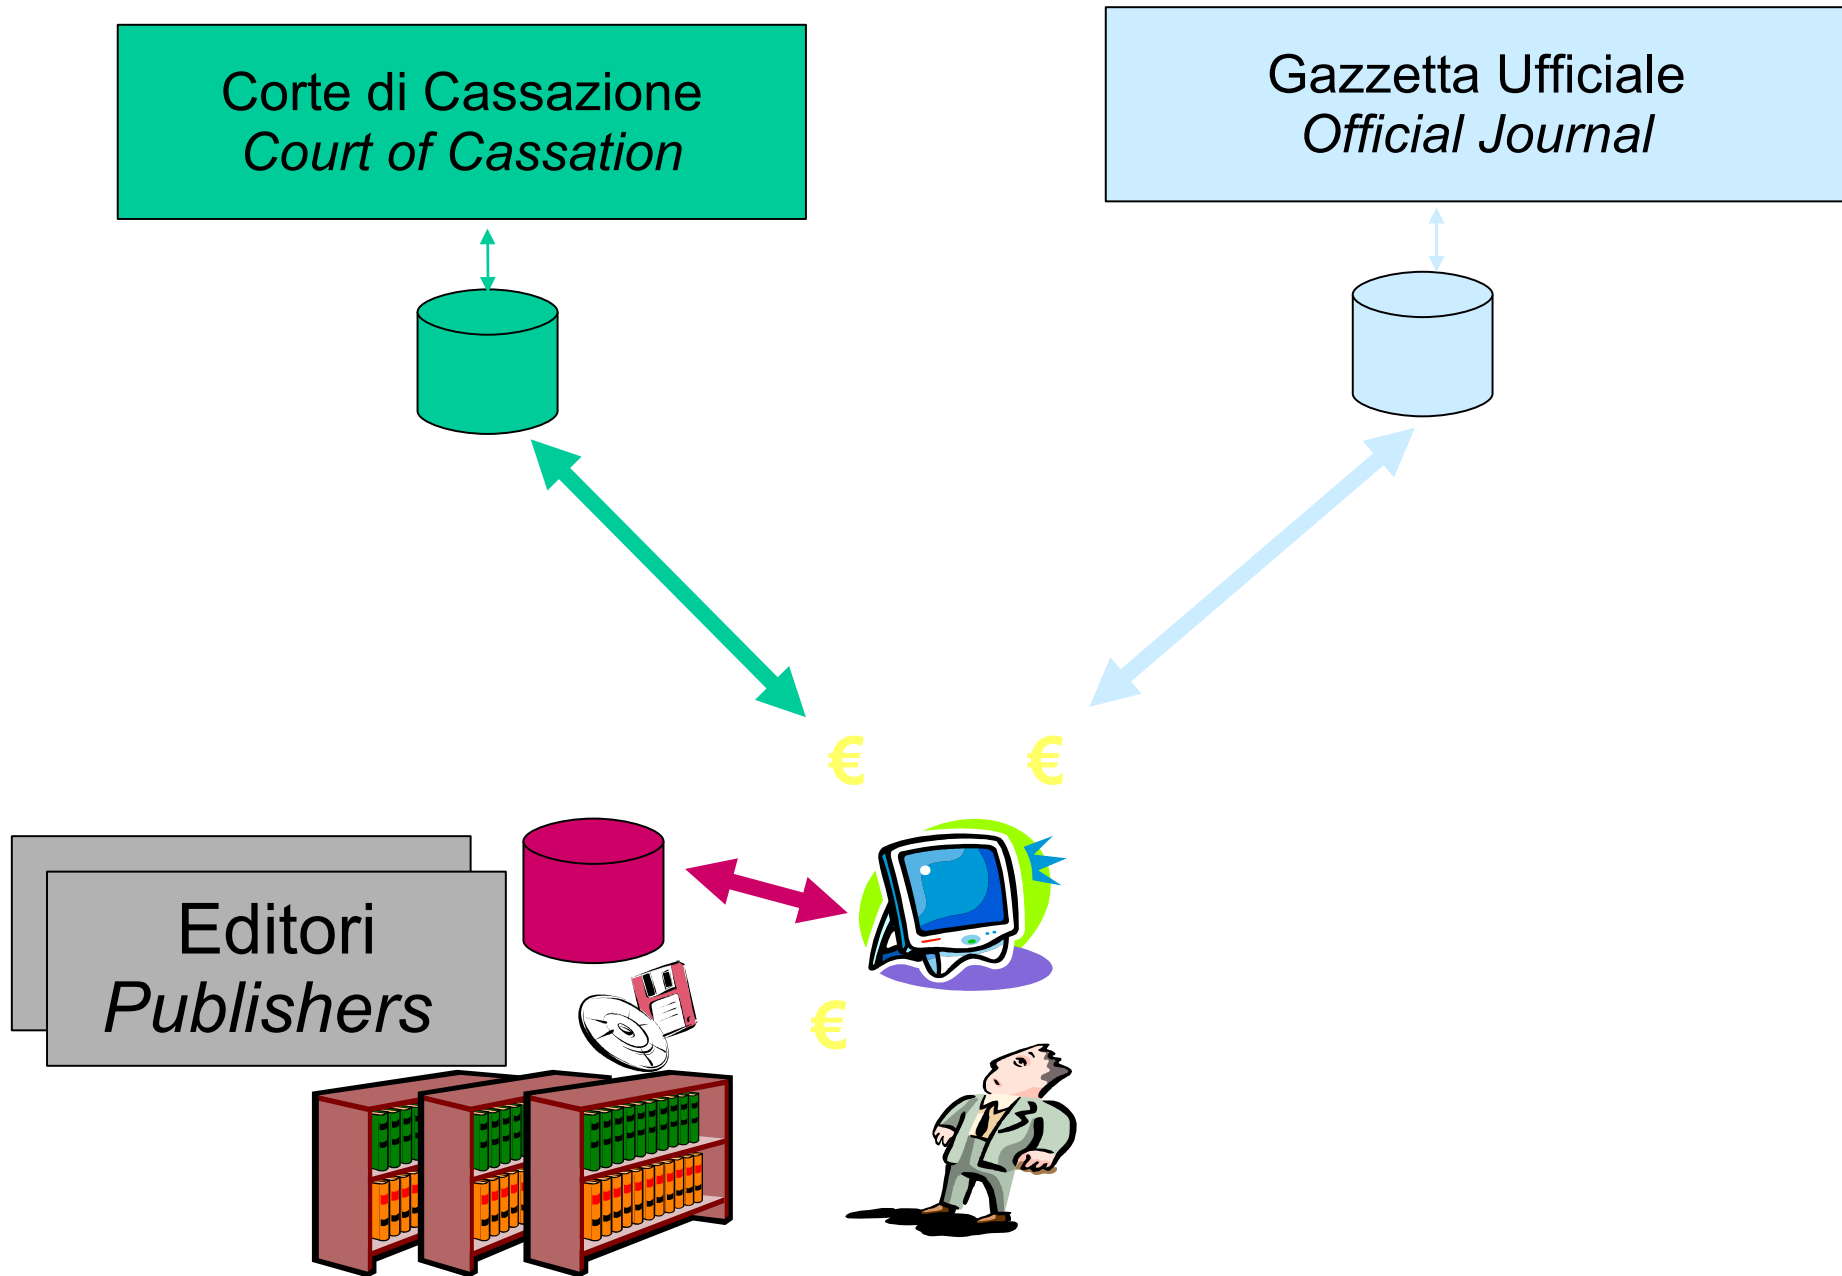 Corte di Cassazione
Court of Cassation
Gazzetta Ufficiale
Official Journal
€
€
Editori
Publishers
€